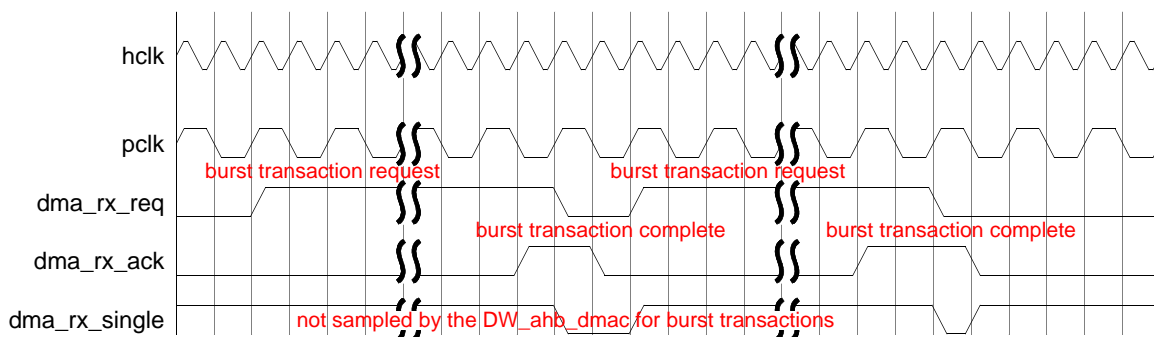 hclk
pclk
burst transaction request burst transaction request
dma_rx_req
burst transaction complete burst transaction complete
dma_rx_ack
dma_rx_single
not sampled by the DW_ahb_dmac for burst transactions